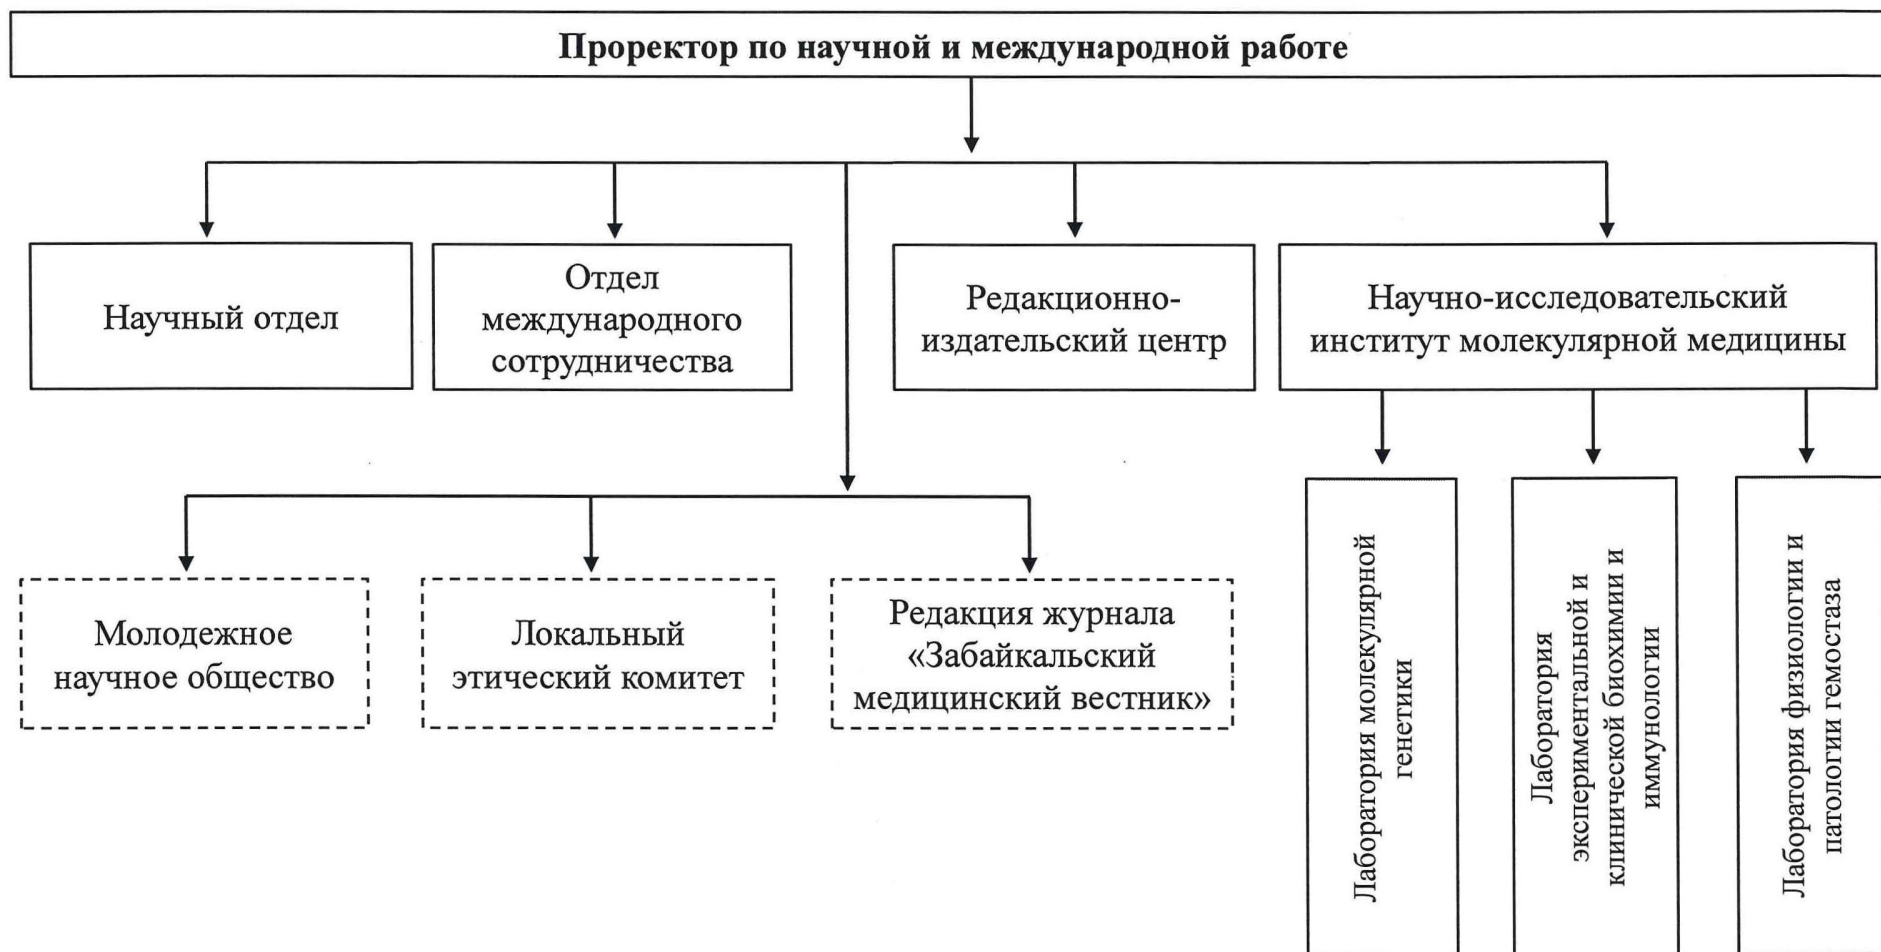 Проректор по научной и международной работе
Научный отдел
Отдел
международного
сотрудничества
Редакционно-
издательский центр
Научно-исследовательский
институт молекулярной медицины
Молодежное
научное общество
Локальный
этический комитет
Редакция журнала
«Забайкальский
медицинский вестник»
Лаборатория молекулярной
генетики
Лаборатория
экспериментальной и
клинической биохимии и
иммунологии
Лаборатория физиологии и
патологии гемостаза